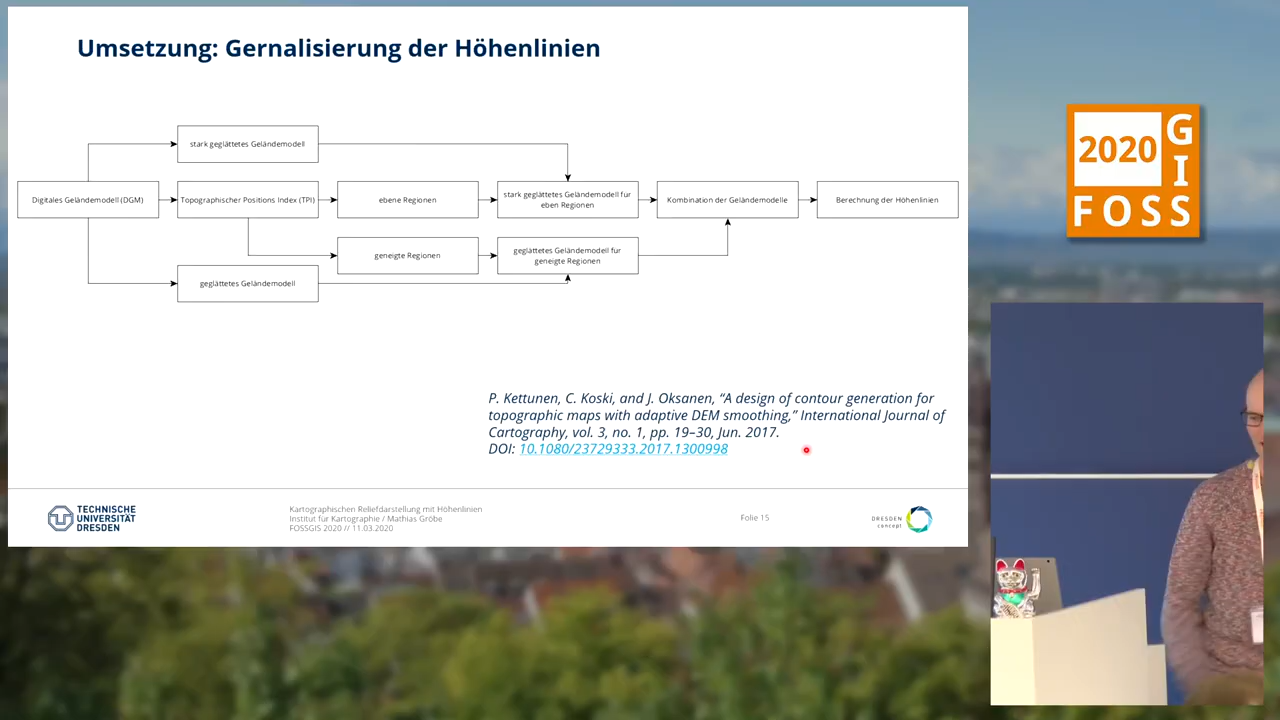 Umsetzung: Gernalisierung der Höhenlinien
stark geglättetes Geländemodell
Digitales Geländemodell (DGM)
Topographischer Positions Index (TPI)
ebene Regionen
stark geglättetes Geländemodell für
eben Regionen
Kombination der Geländemodelle
Berechnung der Höhenlinien
geneigte Regionen
geglättetes Geländemodell für
geneigte Regionen
geglättetes Geländemodell
P. Kettunen, C. Koski, and J. Oksanen, “A design of contour generation for
topographic maps with adaptive DEM smoothing,” International Journal of
Cartography, vol. 3, no. 1, pp. 19–30, Jun. 2017.
DOI: 10.1080/23729333.2017.1300998
TECHNISCHE
UNIVERSITÄT
DRESDEN
Kartographischen Reliefdarstellung mit Höhenlinien
Institut für Kartographie / Mathias Gröbe
FOSSGIS 2020 // 11.03.2020
Folie 15
DRESDEN
concept
2020
GIS
FOSS